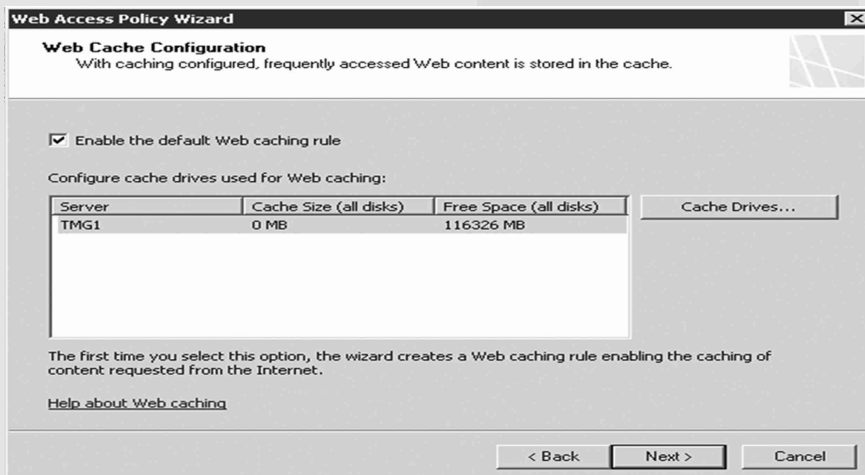 Web Access Policy Wizard
Web Cache Configuration
With caching configured, frequently accessed Web content is stored in the cache.
Enable the default Web caching rule
Configure cache drives used for Web caching:
Server Cache Size (all disks) Free Space (all disks)
TMG1 0 MB 116326 MB
Cache Drives...
The first time you select this option, the wizard creates a Web caching rule enabling the caching of
content requested from the Internet.
Help about Web caching
< Back Next > Cancel